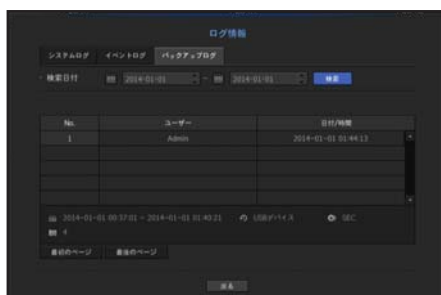 ログ情報
システムログ イベントログ バックアップログ
· 検索日付 2014-01-01 ~ 2014-01-01 検索
No. ユーザー 日付/時間
1 Admin 2014-01-01 01:44:13
2014-01-01 00:37:01 ~ 2014-01-01 01:40:21 USBデバイス SEC
4
最初のページ 最後のページ
戻る